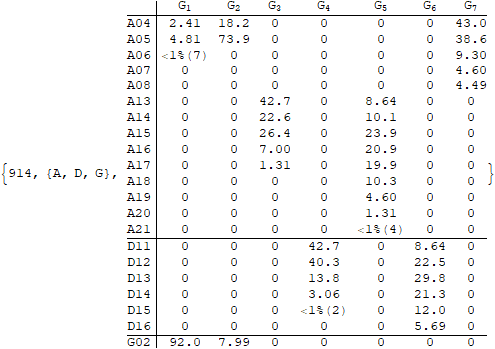 G₁ G₂ G₃ G₄ G₅ G₆ G₇
A04 2.41 18.2 0 0 0 0 43.0
A05 4.81 73.9 0 0 0 0 38.6
A06 <1%(7) 0 0 0 0 0 9.30
A07 0 0 0 0 0 0 4.60
A08 0 0 0 0 0 0 4.49
A13 0 0 42.7 0 8.64 0 0
A14 0 0 22.6 0 10.1 0 0
A15 0 0 26.4 0 23.9 0 0
A16 0 0 7.00 0 20.9 0 0
{914, {A, D, G}, A17 0 0 1.31 0 19.9 0 0 }
A18 0 0 0 0 10.3 0 0
A19 0 0 0 0 4.60 0 0
A20 0 0 0 0 1.31 0 0
A21 0 0 0 0 <1%(4) 0 0
D11 0 0 0 42.7 0 8.64 0
D12 0 0 0 40.3 0 22.5 0
D13 0 0 0 13.8 0 29.8 0
D14 0 0 0 3.06 0 21.3 0
D15 0 0 0 <1%(2) 0 12.0 0
D16 0 0 0 0 0 5.69 0
G02 92.0 7.99 0 0 0 0 0